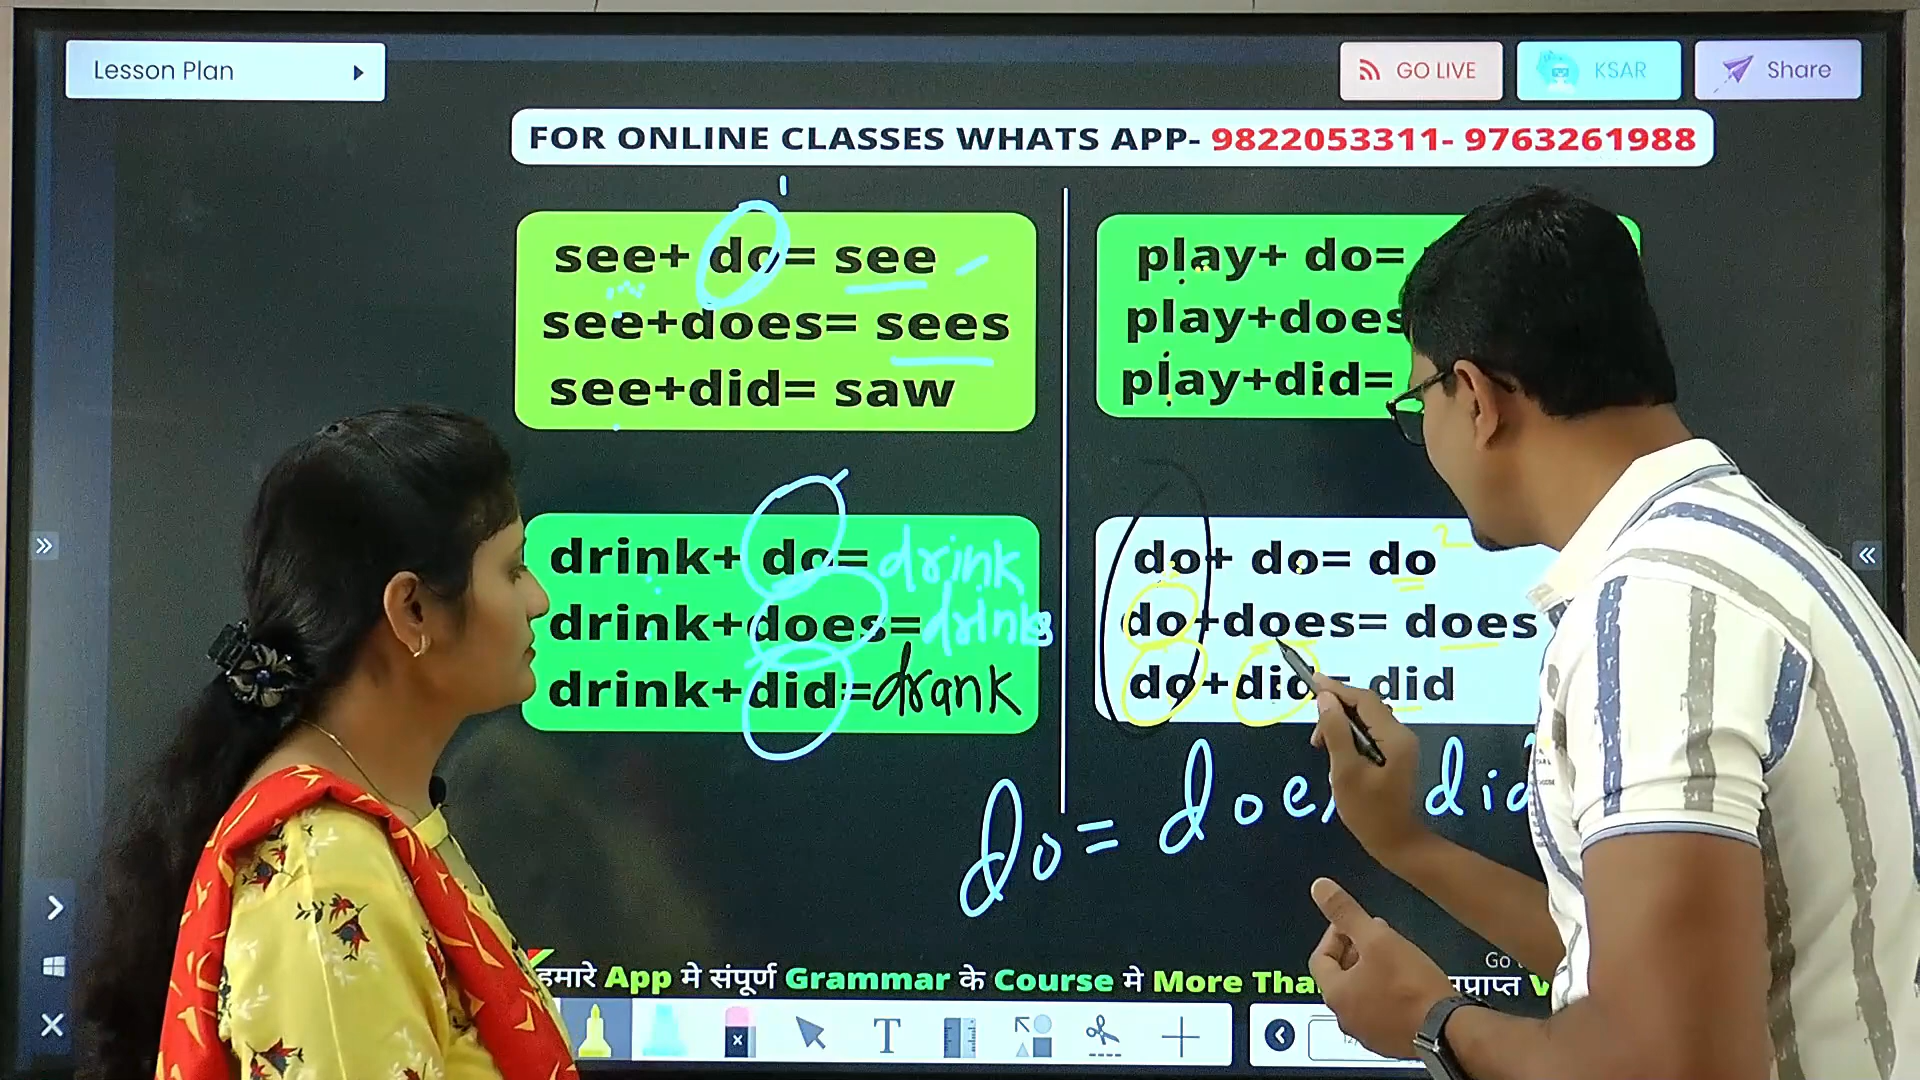 Lesson Plan
GO LIVE
KSAR
Share
FOR ONLINE CLASSES WHATS APP- 9822053311- 9763261988
see+ do= see
see+does= sees
see+did= saw
play+ do=
play+does
play+did=
drink+ do= drink
drink+does= drinks
drink+did= drank
do+ do= do 2
do+does= does
do+did= did
do= does did
हमारे App मे संपूर्ण Grammar के Course मे More
T